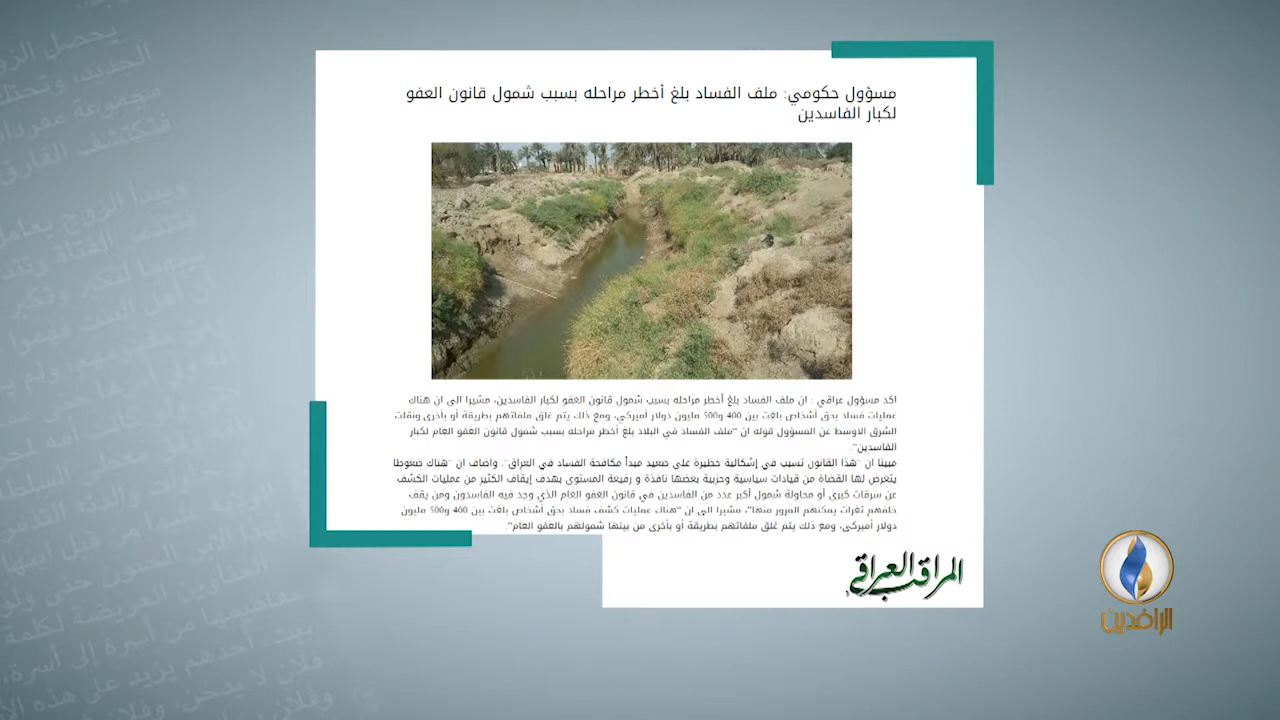 مسؤول حكومي: ملف الفساد بلغ أخطر مراحله بسبب شمول قانون العفو
لكبار الفاسدين
اكد مسؤول عراقي : ان ملف الفساد بلغ أخطر مراحله بسبب شمول قانون العفو لكبار الفاسدين، مشيرا الى ان هناك
عمليات فساد بحق أشخاص بلغت بين 400 و500 مليون دولار أميركي، ومع ذلك يتم غلق ملفاتهم بطريقة أو بأخرى ونقلت
الشرق الاوسط عن المسؤول قوله ان "ملف الفساد في البلاد بلغ أخطر مراحله بسبب شمول قانون العفو العام لكبار
الفاسدين".
مبينا ان "هذا القانون تسبب في إشكالية خطيرة على صعيد مبدأ مكافحة الفساد في العراق". واضاف ان "هناك ضغوطا
يتعرض لها القضاة من قيادات سياسية وحزبية بعضها نافذة و رفيعة المستوى بهدف إيقاف الكثير من عمليات الكشف
عن سرقات كبرى أو محاولة شمول أكبر عدد من الفاسدين في قانون العفو العام الذي وجد فيه الفاسدون ومن يقف
خلفهم ثغرات يمكنهم المرور منها"، مشيرا الى ان "هناك عمليات كشف فساد بحق أشخاص بلغت بين 400 و500 مليون
دولار أميركي، ومع ذلك يتم غلق ملفاتهم بطريقة أو بأخرى من بينها شمولهم بالعفو العام".
المراقب العراقي
الرافدين